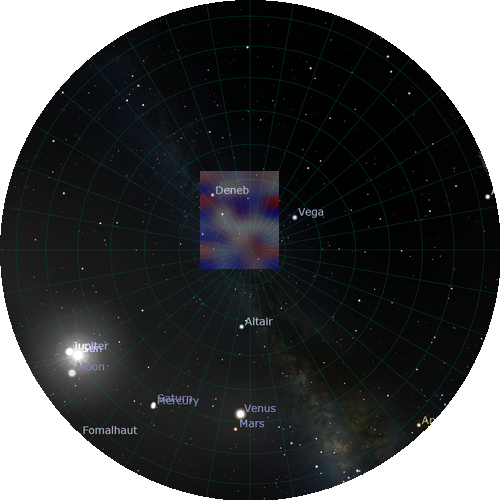 Deneb
Vega
Altair
Jupiter
Sun
Moon
Saturn
Mercury
Venus
Mars
Fomalhaut